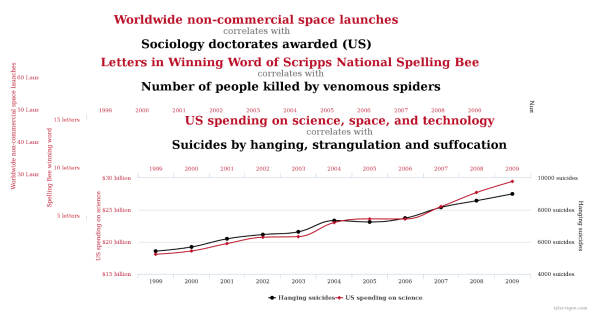 Worldwide non-commercial space launches
correlates with
Sociology doctorates awarded (US)
Letters in Winning Word of Scripps National Spelling Bee
correlates with
Number of people killed by venomous spiders
1999 2000 2001 2002 2003 2004 2005 2006 2007 2008 2009
US spending on science, space, and technology
correlates with
Suicides by hanging, strangulation and suffocation
1999 2000 2001 2002 2003 2004 2005 2006 2007 2008 2009
Worldwide non-commercial space launches
60 Laun
50 Laun
40 Laun
30 Laun
Spelling Bee winning word
15 letters
10 letters
5 letters
US spending on science
$30 billion
$25 billion
$20 billion
$15 billion
10000 suicides
8000 suicides
6000 suicides
4000 suicides
Hanging suicides
1999 2000 2001 2002 2003 2004 2005 2006 2007 2008 2009
Hanging suicides US spending on science
tylervigen.com